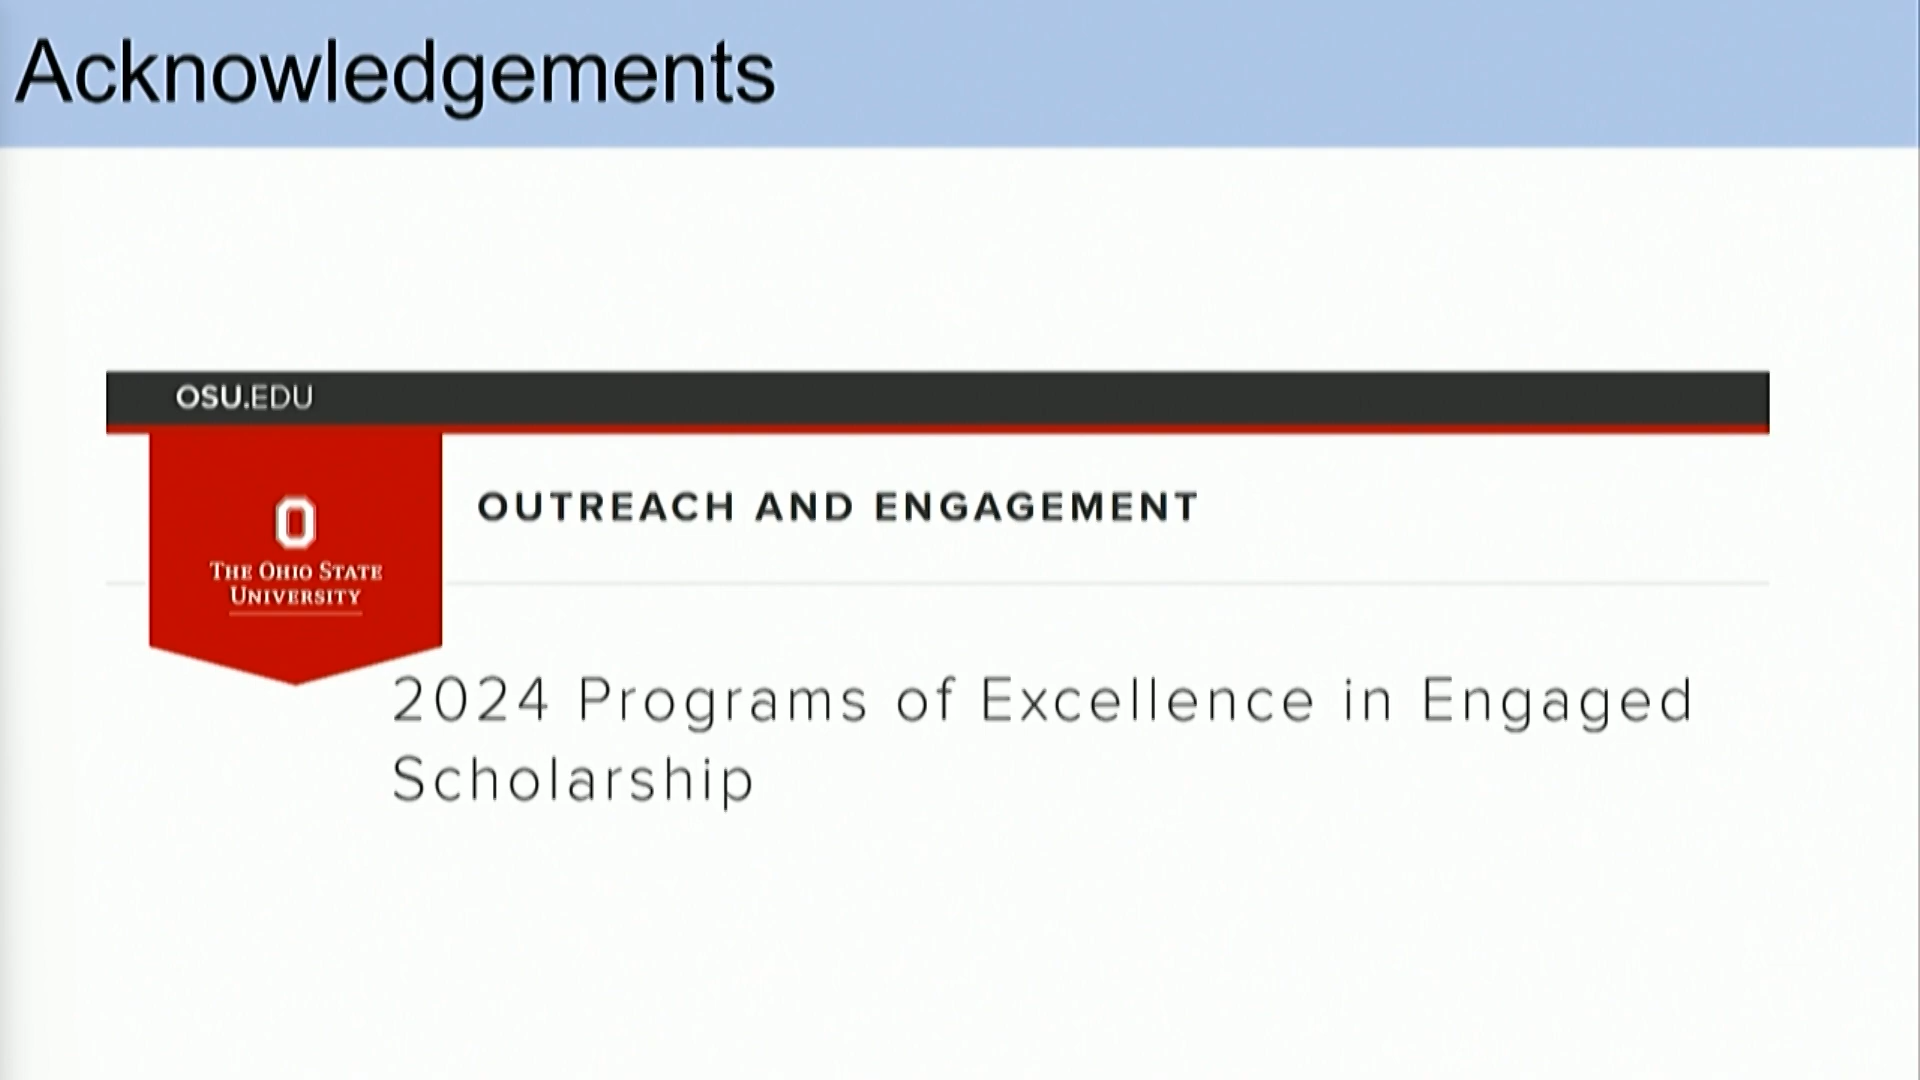 Acknowledgements
OSU.EDU
OUTREACH AND ENGAGEMENT
O
THE OHIO STATE
UNIVERSITY
2024 Programs of Excellence in Engaged
Scholarship